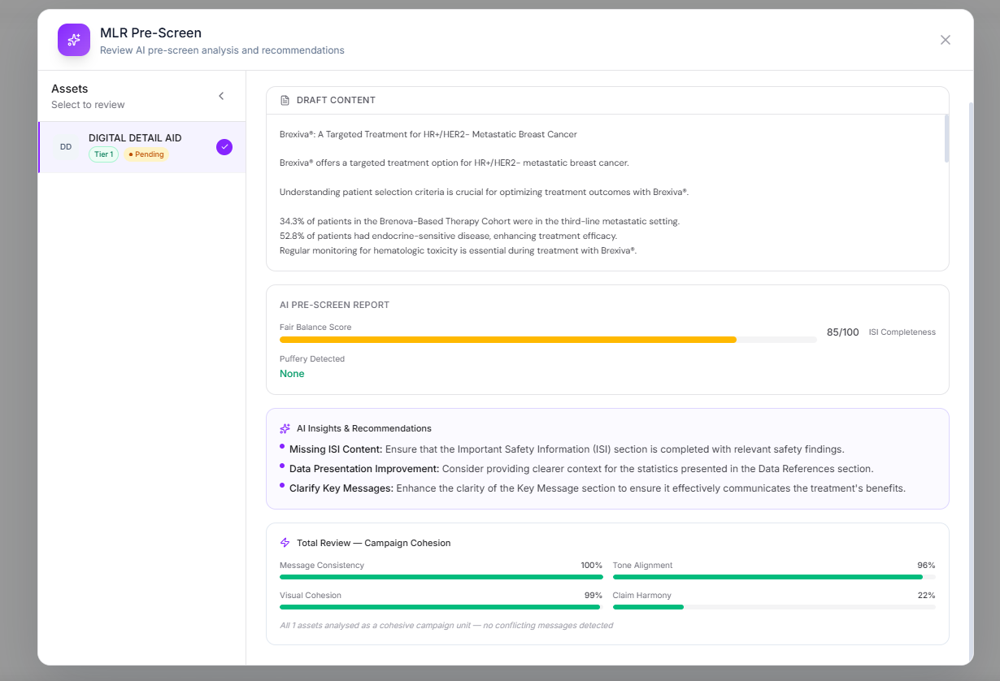 MLR Pre-Screen
Review AI pre-screen analysis and recommendations
Assets
Select to review
DD
DIGITAL DETAIL AID
Tier 1
Pending
DRAFT CONTENT
Brexiva®: A Targeted Treatment for HR+/HER2- Metastatic Breast Cancer
Brexiva® offers a targeted treatment option for HR+/HER2- metastatic breast cancer.
Understanding patient selection criteria is crucial for optimizing treatment outcomes with Brexiva®.
34.3% of patients in the Brenova-Based Therapy Cohort were in the third-line metastatic setting.
52.8% of patients had endocrine-sensitive disease, enhancing treatment efficacy.
Regular monitoring for hematologic toxicity is essential during treatment with Brexiva®.
AI PRE-SCREEN REPORT
Fair Balance Score
85/100
ISI Completeness
Puffery Detected
None
AI Insights & Recommendations
Missing ISI Content: Ensure that the Important Safety Information (ISI) section is completed with relevant safety findings.
Data Presentation Improvement: Consider providing clearer context for the statistics presented in the Data References section.
Clarify Key Messages: Enhance the clarity of the Key Message section to ensure it effectively communicates the treatment's benefits.
Total Review — Campaign Cohesion
Message Consistency 100%
Tone Alignment 96%
Visual Cohesion 99%
Claim Harmony 22%
All 1 assets analysed as a cohesive campaign unit — no conflicting messages detected